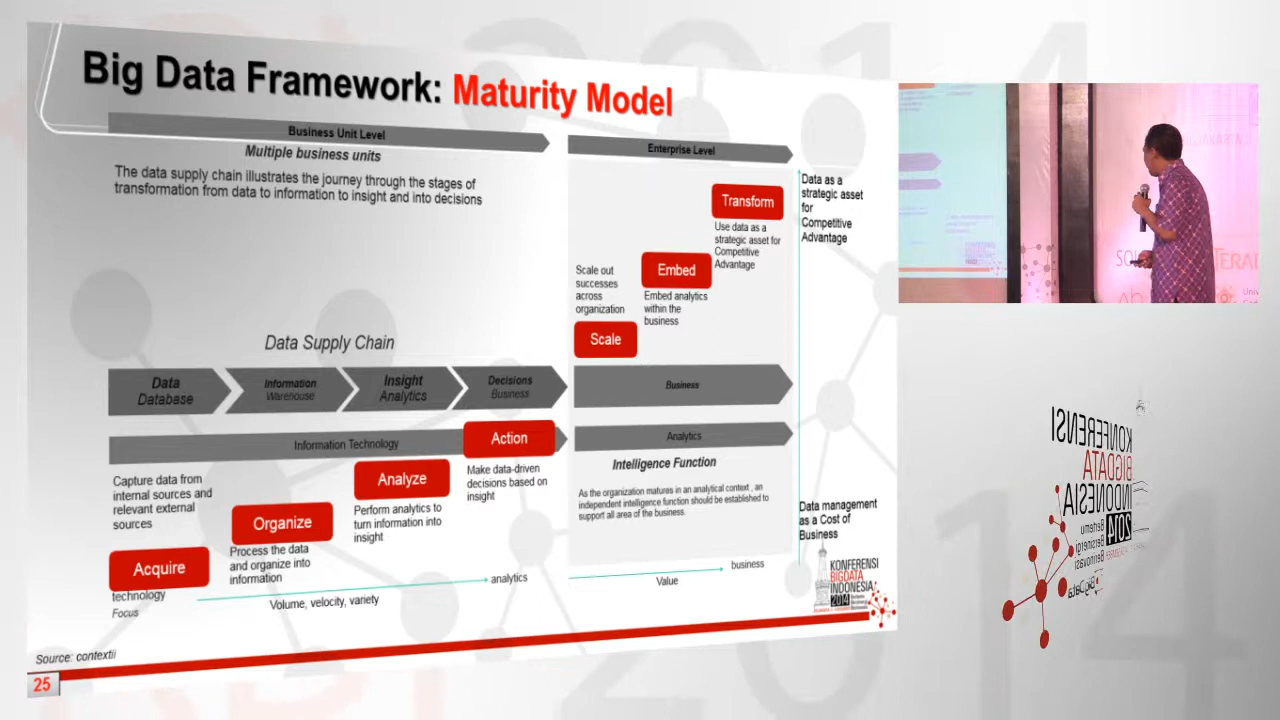 Big Data Framework: Maturity Model
Business Unit Level
Multiple business units
The data supply chain illustrates the journey through the stages of
transformation from data to information to insight and into decisions
Enterprise Level
Transform
Use data as a
strategic asset for
Competitive
Advantage
Embed
Embed analytics
within the
business
Scale out
successes
across
organization
Scale
Data as a
strategic asset
for
Competitive
Advantage
Data Supply Chain
Data
Database
Information
Warehouse
Insight
Analytics
Decisions
Business
Business
Information Technology
Analytics
Action
Make data-driven
decisions based on
insight
Analyze
Perform analytics to
turn information into
insight
Organize
Process the data
and organize into
information
Capture data from
internal sources and
relevant external
sources
Acquire
technology
Focus
Volume, velocity, variety
analytics
Intelligence Function
As the organization matures in an analytical context , an
independent intelligence function should be established to
support all area of the business.
Value
business
Data management
as a Cost of
Business
KONFERENSI
BIGDATA
INDONESIA
2014
Source: contextii
25
KONFERENSI
BIGDATA
INDONESIA
2014
Bertemu
Bersinergi
Berinovasi
BigData
2014